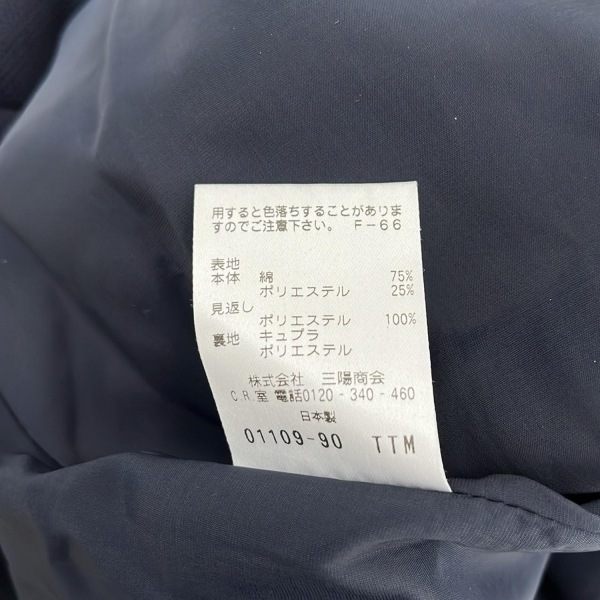 用すると色落ちすることがありま
すのでご注意下さい。 F-66
表地
本体 綿 75%
ポリエステル 25%
見返し
ポリエステル 100%
裏地 キュプラ
ポリエステル
株式会社 三陽商会
C.R室 電話0120-340-460
日本製
01109-90 TTM